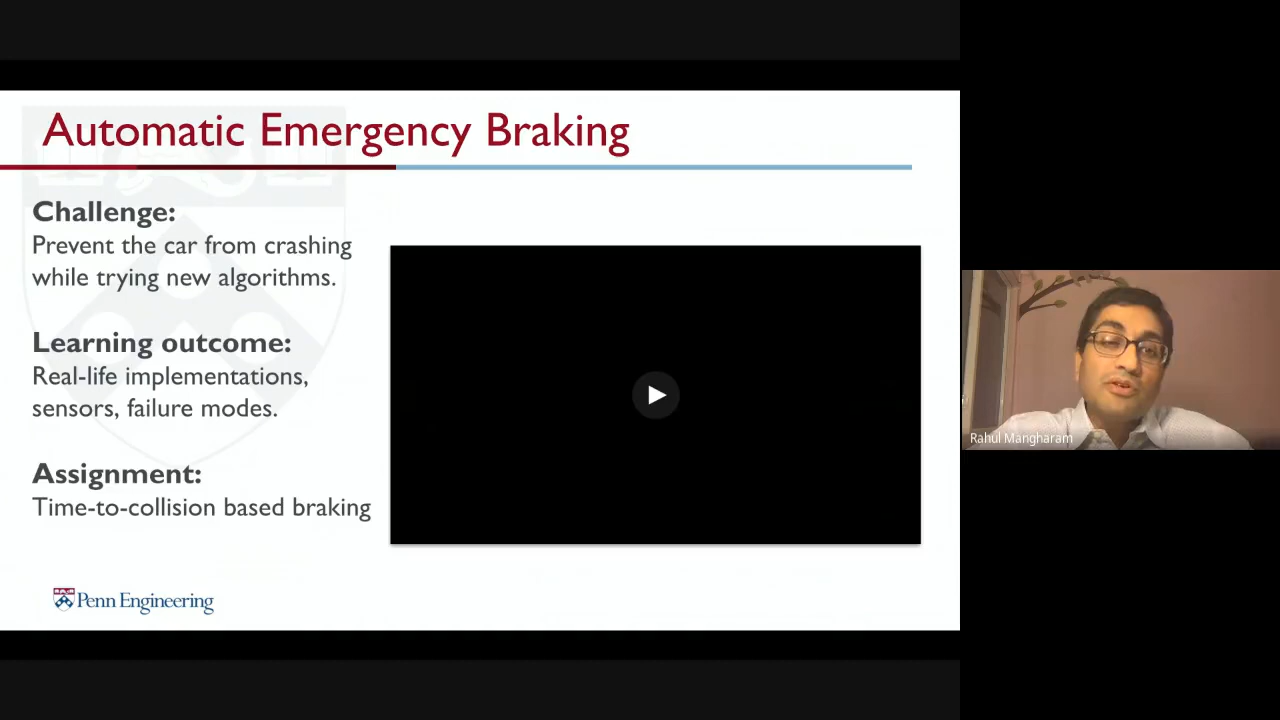 Automatic Emergency Braking
Challenge:
Prevent the car from crashing
while trying new algorithms.
Learning outcome:
Real-life implementations,
sensors, failure modes.
Assignment:
Time-to-collision based braking
Penn Engineering
Rahul Mangharam